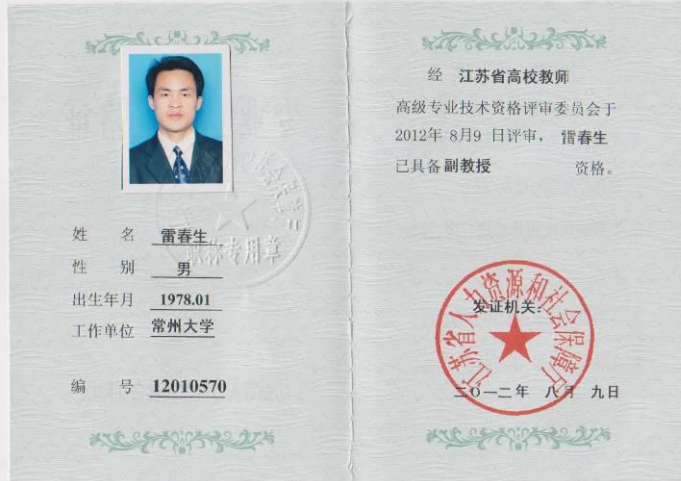 姓 名 雷春生
性 别 男
出生年月 1978.01
工作单位 常州大学
编 号 12010570
职称专用章
经 江苏省高校教师
高级专业技术资格评审委员会于
2012年 8月9 日评审， 雷春生
已具备 副教授 资格。
发证机关:
江苏省人力资源和社会保障厅
二〇一二年 八月 九日